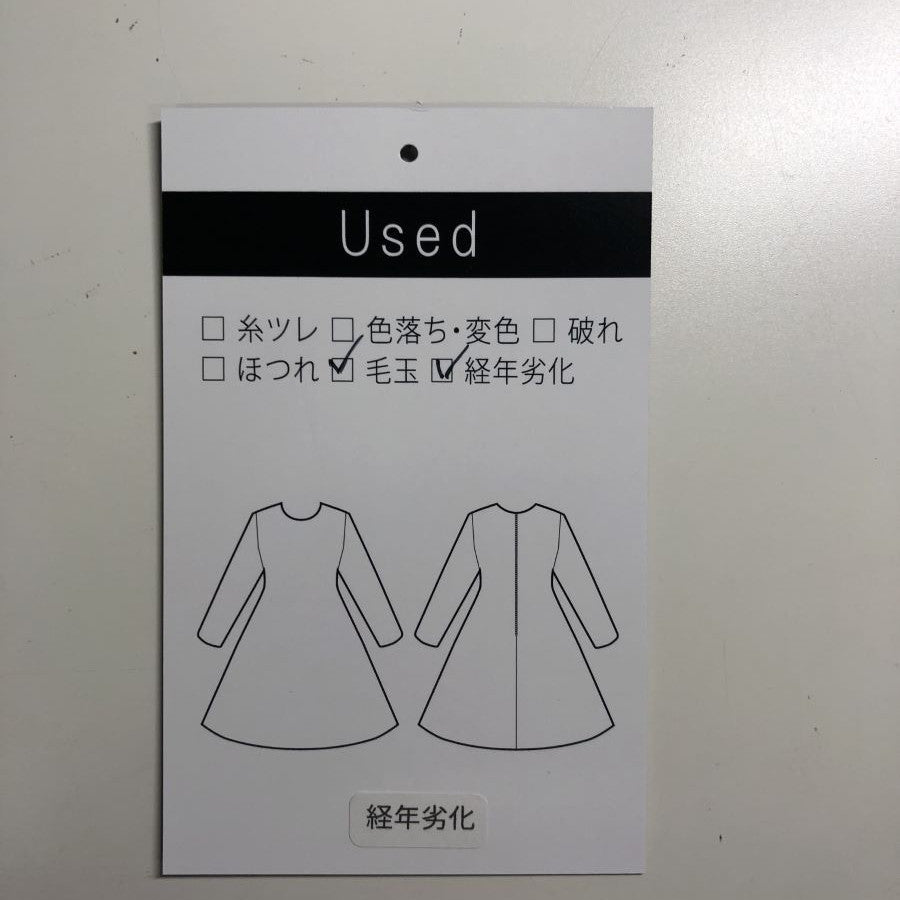 Used
□ 糸ツレ □ 色落ち・変色 □ 破れ
□ ほつれ ☑ 毛玉 ☑ 経年劣化
経年劣化